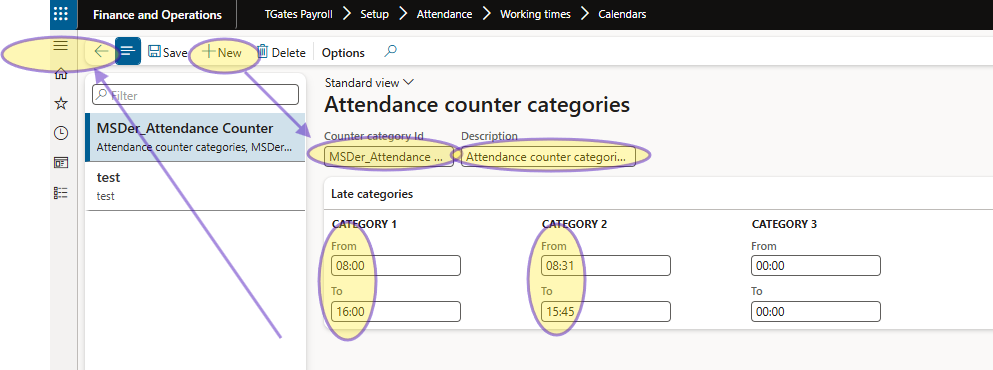 Finance and Operations
TGates Payroll > Setup > Attendance > Working times > Calendars
Save
New
Delete
Options
Filter
MSDer_Attendance Counter
Attendance counter categories, MSDer...
test
test
Standard view
Attendance counter categories
Counter category Id
Description
MSDer_Attendance ...
Attendance counter categori...
Late categories
CATEGORY 1
CATEGORY 2
CATEGORY 3
From
From
From
08:00
08:31
00:00
To
To
To
16:00
15:45
00:00